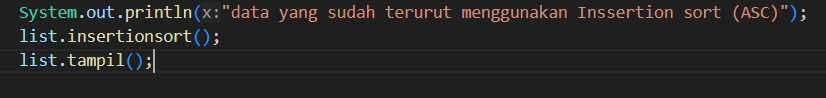 System.out.println(x:"data yang sudah terurut menggunakan Inssertion sort (ASC)");
list.insertionsort();
list.tampil();